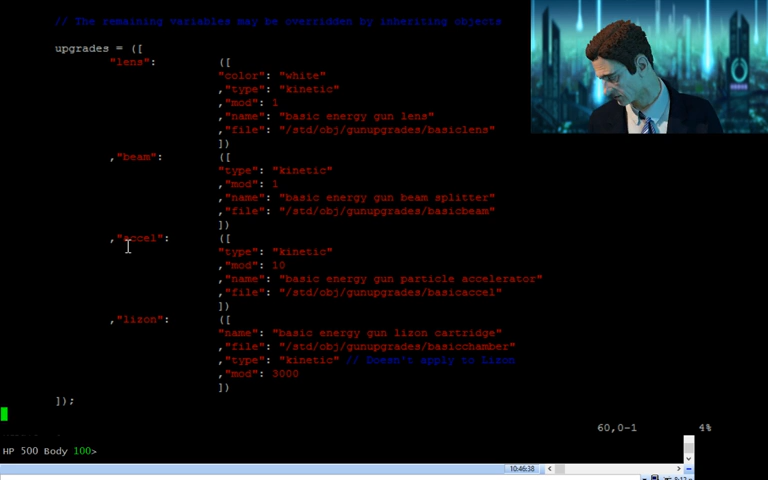 // The remaining variables may be overridden by inheriting objects
upgrades = ([
"lens": ([
"color": "white"
,"type": "kinetic"
,"mod": 1
,"name": "basic energy gun lens"
,"file": "/std/obj/gunupgrades/basiclens"
])
,"beam": ([
"type": "kinetic"
,"mod": 1
,"name": "basic energy gun beam splitter"
,"file": "/std/obj/gunupgrades/basicbeam"
])
,"accel": ([
"type": "kinetic"
,"mod": 10
,"name": "basic energy gun particle accelerator"
,"file": "/std/obj/gunupgrades/basicaccel"
])
,"lizon": ([
"name": "basic energy gun lizon cartridge"
,"file": "/std/obj/gunupgrades/basicchamber"
,"type": "kinetic" // Doesn't apply to Lizon
,"mod": 3000
])
]);
60,0-1 4%
HP 500 Body 100>
10:46:38